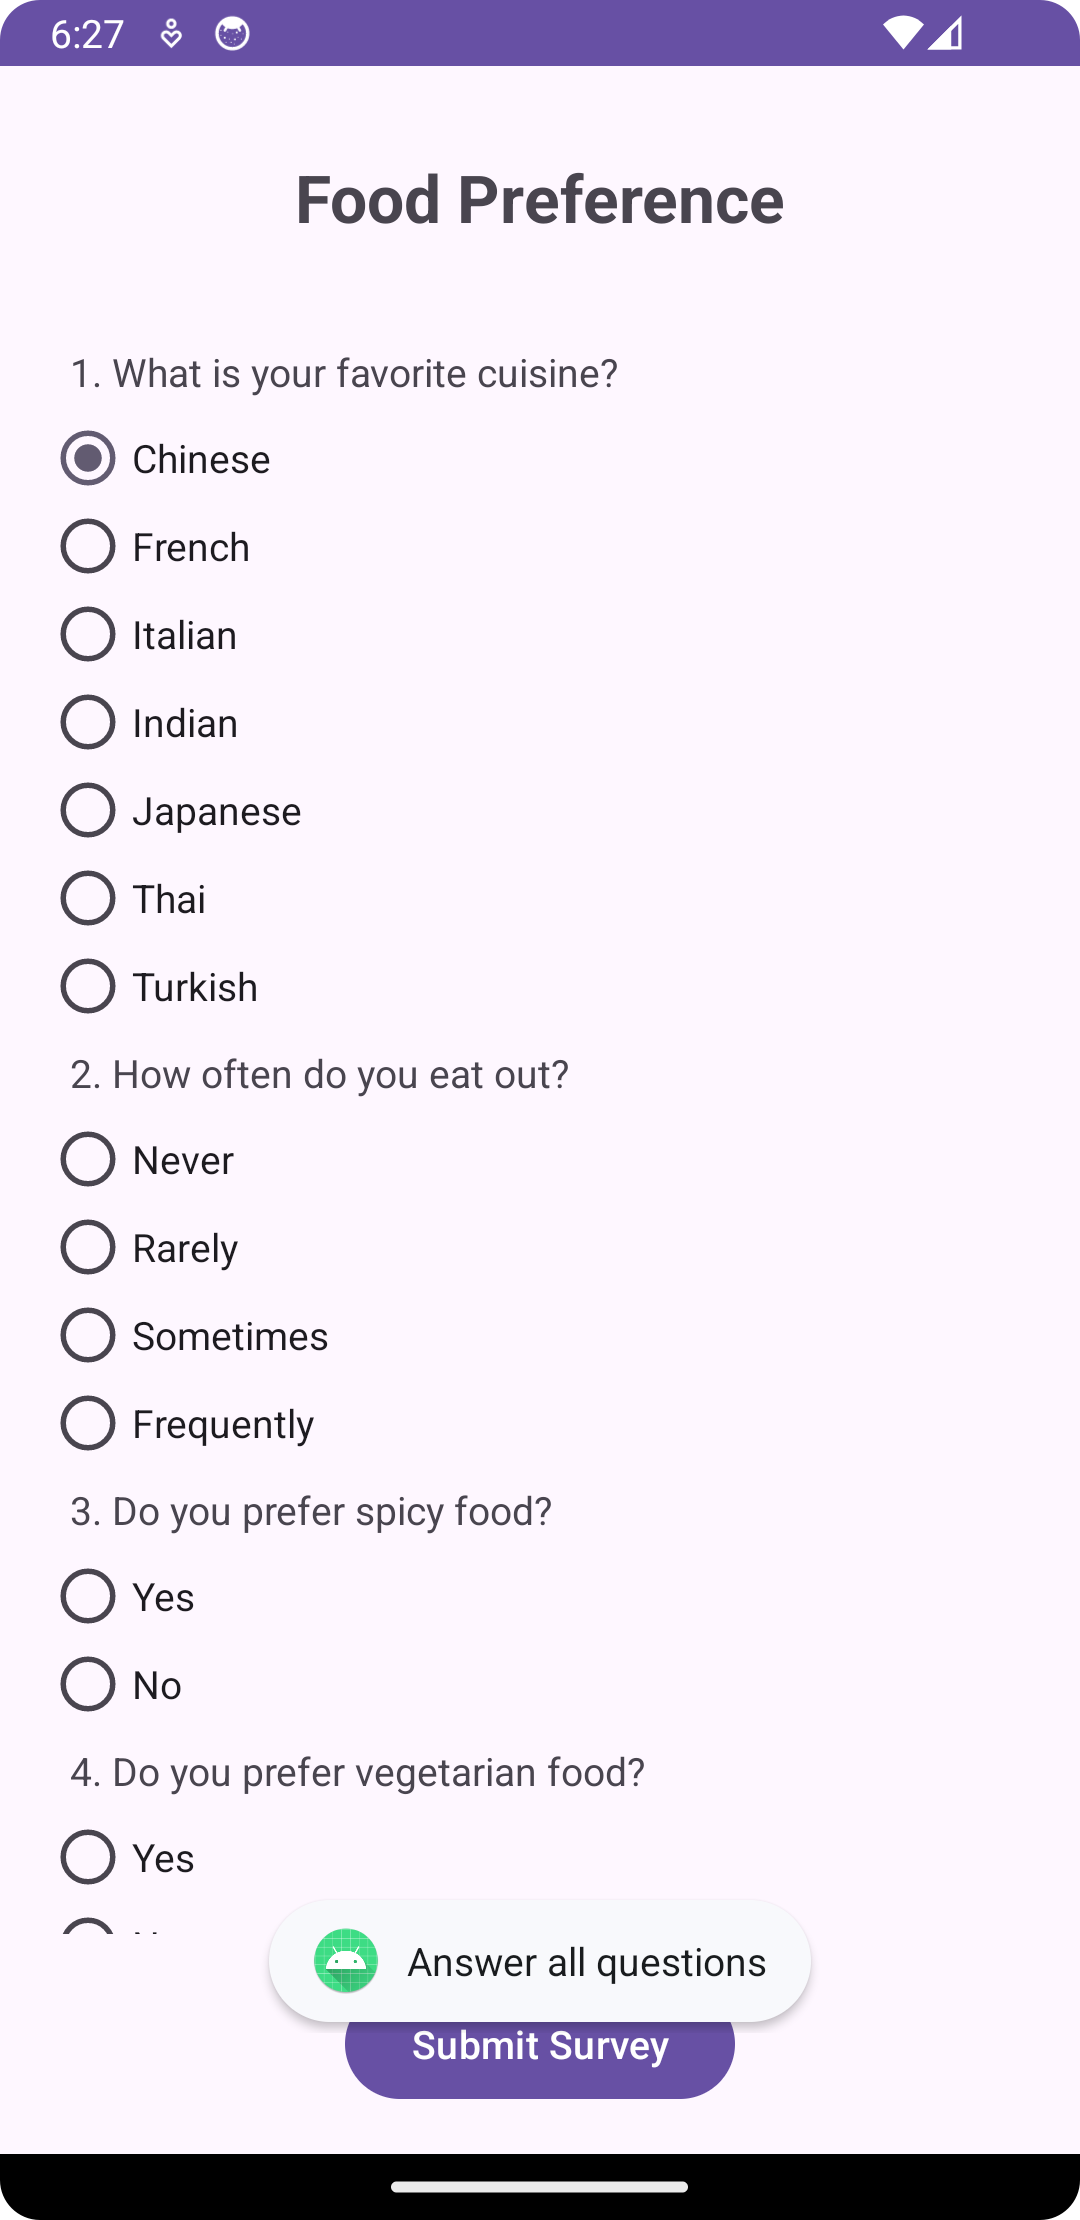 6:27
Food Preference
1. What is your favorite cuisine?
Chinese
French
Italian
Indian
Japanese
Thai
Turkish
2. How often do you eat out?
Never
Rarely
Sometimes
Frequently
3. Do you prefer spicy food?
Yes
No
4. Do you prefer vegetarian food?
Yes
Answer all questions
Submit Survey